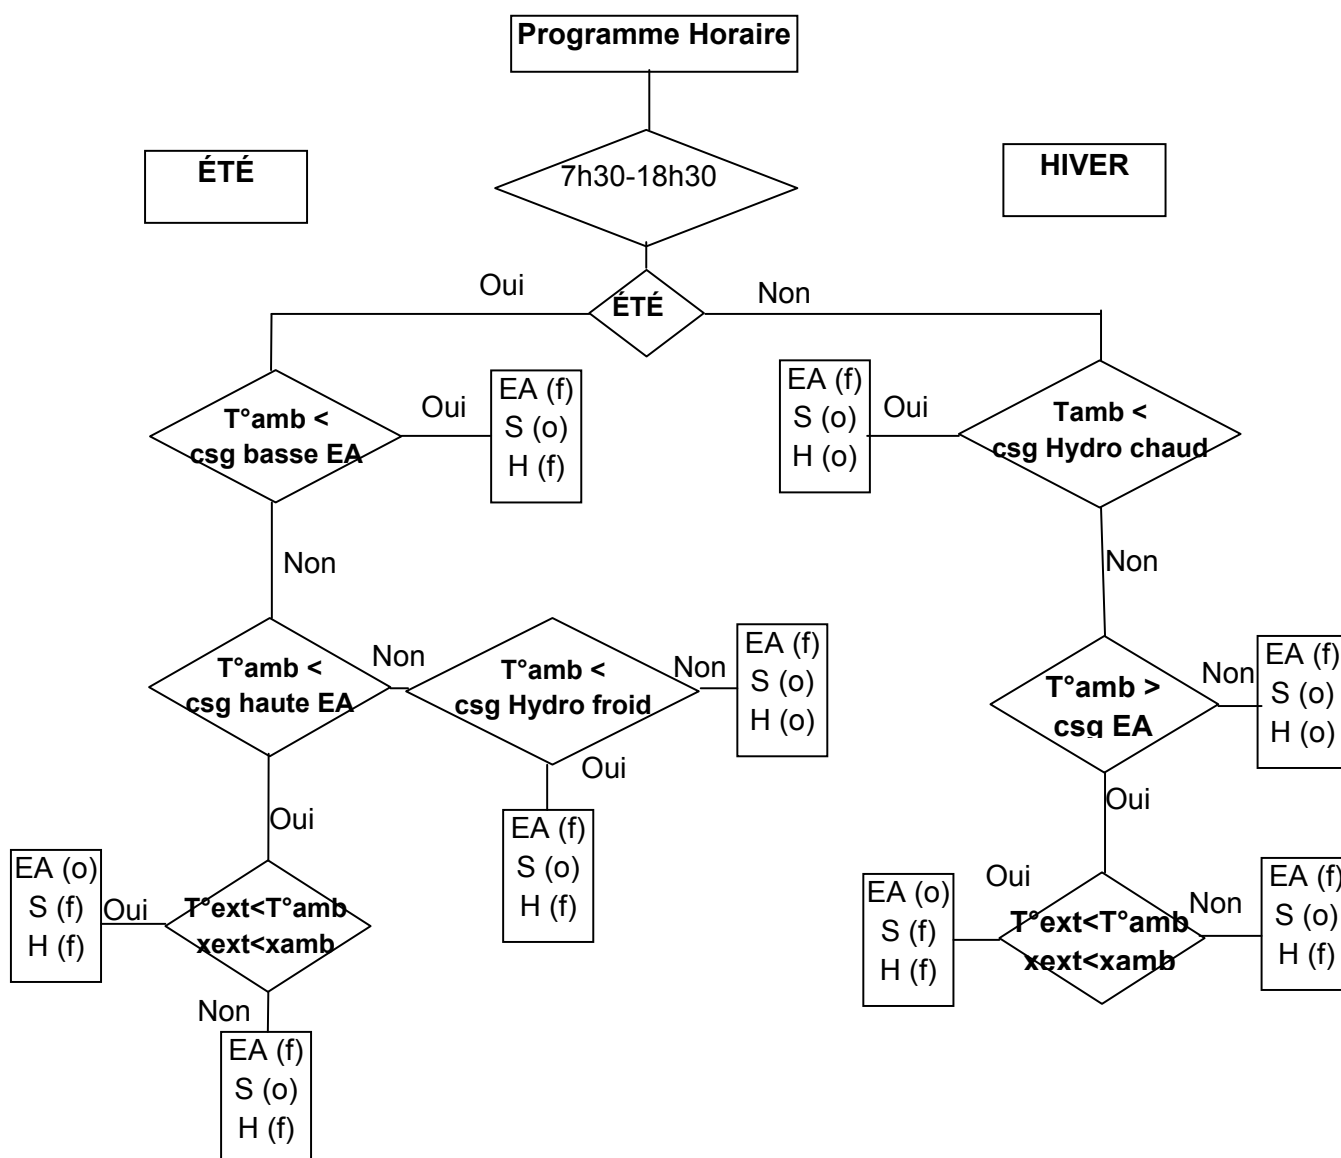 Programme Horaire
ÉTÉ
7h30-18h30
HIVER
Oui
ÉTÉ
Non
T°amb <
csg basse EA
Oui
EA (f)
S (o)
H (f)
EA (f)
S (o)
H (o)
Oui
Tamb <
csg Hydro chaud
Non
Non
T°amb <
csg haute EA
Non
T°amb <
csg Hydro froid
Non
EA (f)
S (o)
H (o)
T°amb >
csg EA
Non
EA (f)
S (o)
H (o)
Oui
Oui
EA (f)
S (o)
H (f)
Oui
EA (o)
S (f)
H (f)
Oui
T°ext<T°amb
xext<xamb
Non
EA (f)
S (o)
H (f)
EA (o)
S (f)
H (f)
Oui
T°ext<T°amb
xext<xamb
Non
EA (f)
S (o)
H (f)